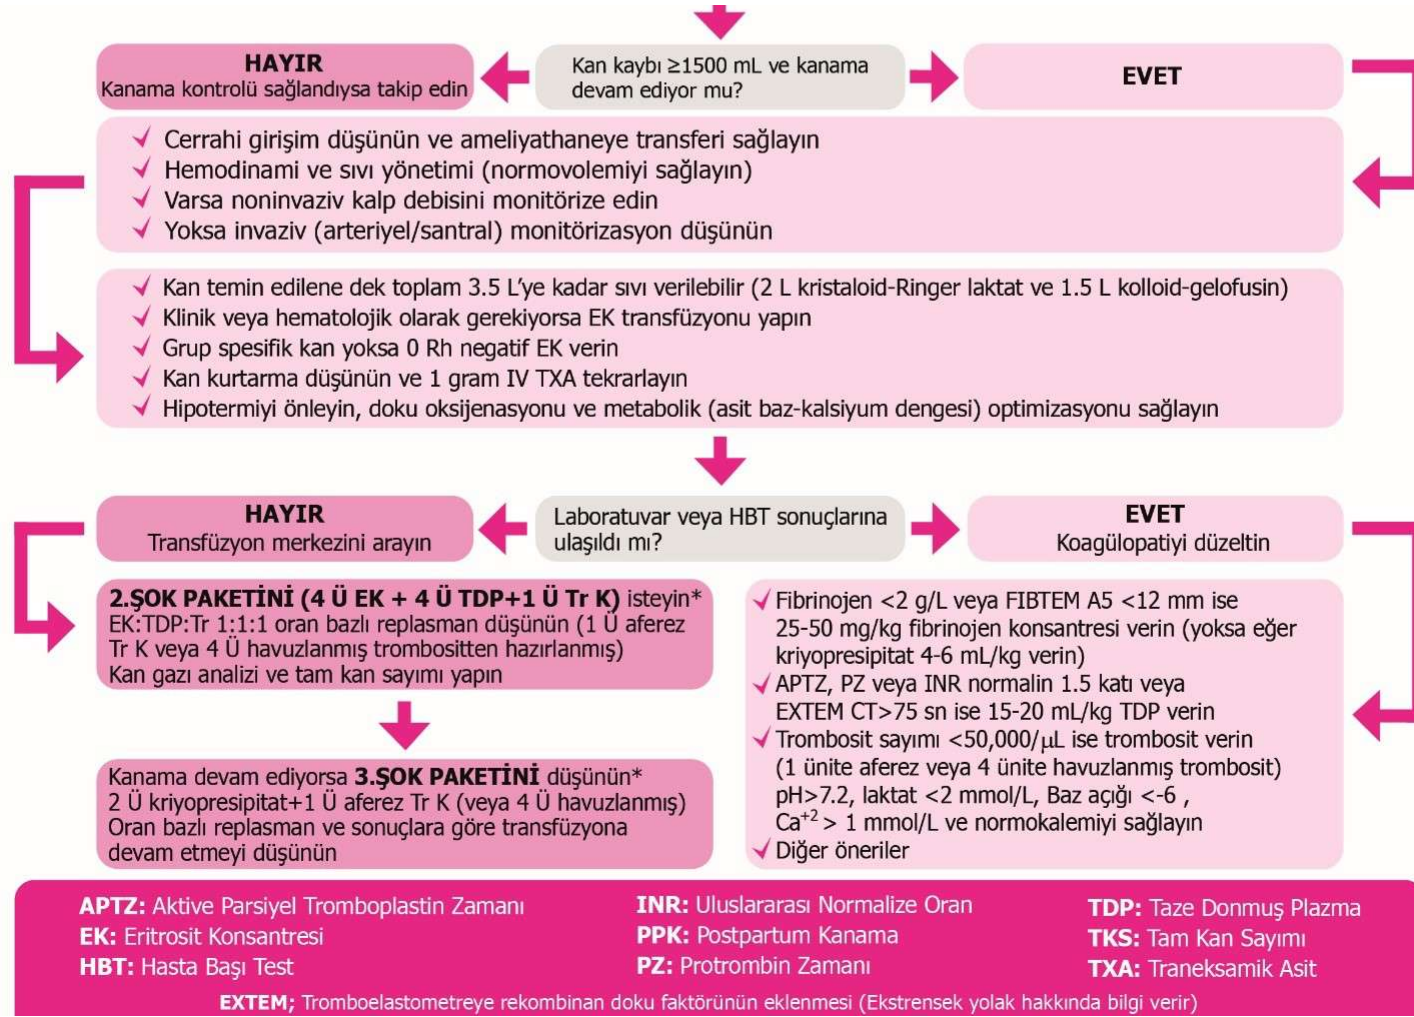 HAYIR
Kanama kontrolü sağlandıysa takip edin
Kan kaybı ≥1500 mL ve kanama
devam ediyor mu?
EVET
Cerrahi girişim düşünün ve ameliyathaneye transferi sağlayın
Hemodinami ve sıvı yönetimi (normovolemiyi sağlayın)
Varsa noninvaziv kalp debisini monitörize edin
Yoksa invaziv (arteriyel/santral) monitörizasyon düşünün
Kan temin edilene dek toplam 3.5 L'ye kadar sıvı verilebilir (2 L kristaloid-Ringer laktat ve 1.5 L kolloid-gelofusin)
Klinik veya hematolojik olarak gerekiyorsa EK transfüzyonu yapın
Grup spesifik kan yoksa 0 Rh negatif EK verin
Kan kurtarma düşünün ve 1 gram IV TXA tekrarlayın
Hipotermiyi önleyin, doku oksijenasyonu ve metabolik (asit baz-kalsiyum dengesi) optimizasyonu sağlayın
HAYIR
Transfüzyon merkezini arayın
Laboratuvar veya HBT sonuçlarına
ulaşıldı mı?
EVET
Koagülopatiyi düzeltin
2.ŞOK PAKETİNİ (4 Ü EK + 4 Ü TDP+1 Ü Tr K) isteyin*
EK:TDP:Tr 1:1:1 oran bazlı replasman düşünün (1 Ü aferez
Tr K veya 4 Ü havuzlanmış trombositten hazırlanmış)
Kan gazı analizi ve tam kan sayımı yapın
Kanama devam ediyorsa 3.ŞOK PAKETİNİ düşünün*
2 Ü kriyopresipitat+1 Ü aferez Tr K (veya 4 Ü havuzlanmış)
Oran bazlı replasman ve sonuçlara göre transfüzyona
devam etmeyi düşünün
Fibrinojen <2 g/L veya FIBTEM A5 <12 mm ise
25-50 mg/kg fibrinojen konsantresi verin (yoksa eğer
kriyopresipitat 4-6 mL/kg verin)
APTZ, PZ veya INR normalin 1.5 katı veya
EXTEM CT>75 sn ise 15-20 mL/kg TDP verin
Trombosit sayımı <50,000/µL ise trombosit verin
(1 ünite aferez veya 4 ünite havuzlanmış trombosit)
pH>7.2, laktat <2 mmol/L, Baz açığı <-6 ,
Ca+2 > 1 mmol/L ve normokalemiyi sağlayın
Diğer öneriler
APTZ: Aktive Parsiyel Tromboplastin Zamanı
EK: Eritrosit Konsantresi
HBT: Hasta Başı Test
INR: Uluslararası Normalize Oran
PPK: Postpartum Kanama
PZ: Protrombin Zamanı
TDP: Taze Donmuş Plazma
TKS: Tam Kan Sayımı
TXA: Traneksamik Asit
EXTEM; Tromboelastometreye rekombinan doku faktörünün eklenmesi (Ekstrensek yolak hakkında bilgi verir)